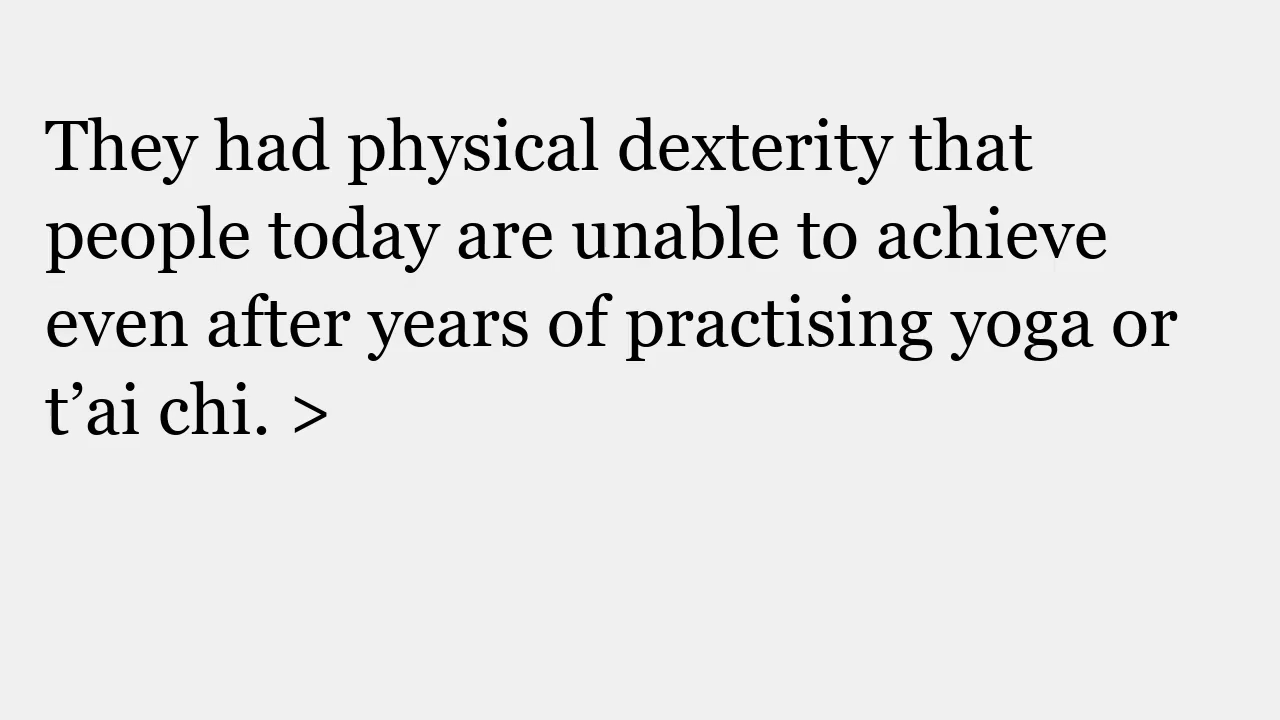 They had physical dexterity that
people today are unable to achieve
even after years of practising yoga or
t’ai chi. >